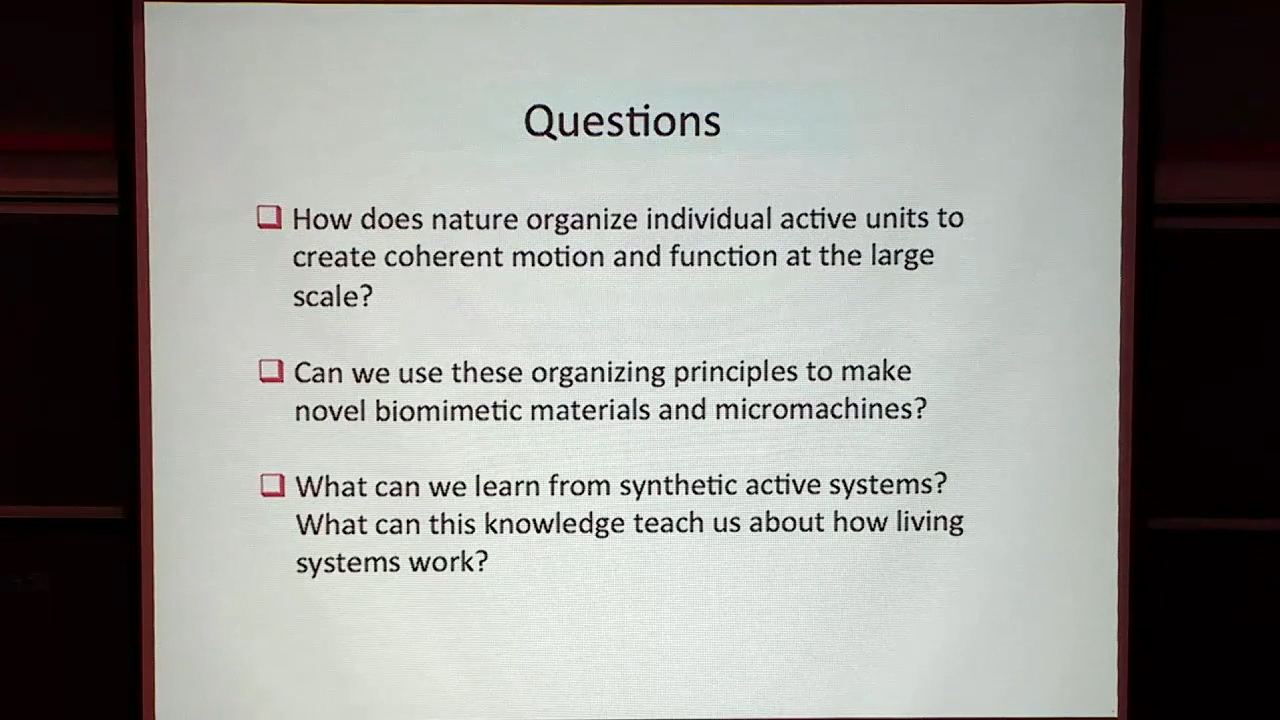 Questions
How does nature organize individual active units to
create coherent motion and function at the large
scale?
Can we use these organizing principles to make
novel biomimetic materials and micromachines?
What can we learn from synthetic active systems?
What can this knowledge teach us about how living
systems work?